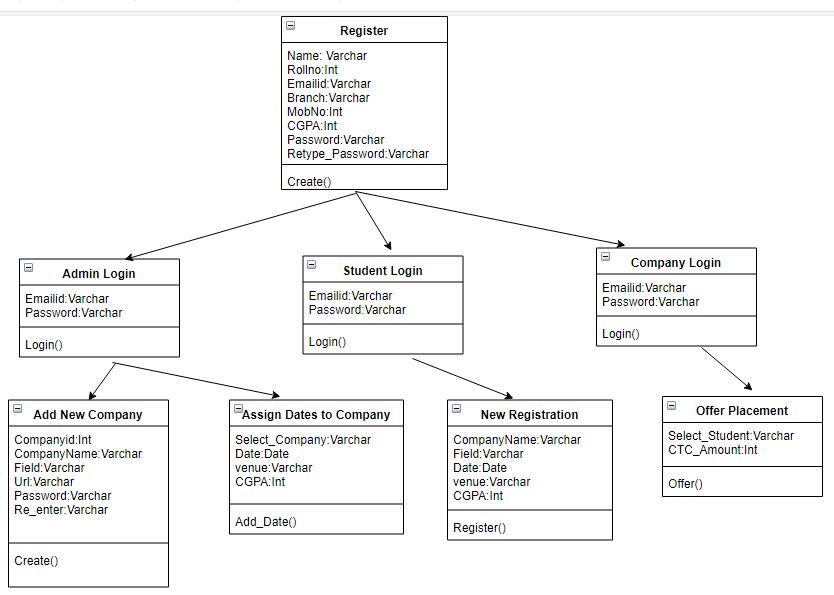 Register
Name: Varchar
Rollno:Int
Emailid:Varchar
Branch:Varchar
MobNo:Int
CGPA:Int
Password:Varchar
Retype_Password:Varchar
Create()
Admin Login
Emailid:Varchar
Password:Varchar
Login()
Student Login
Emailid:Varchar
Password:Varchar
Login()
Company Login
Emailid:Varchar
Password:Varchar
Login()
Add New Company
Companyid:Int
CompanyName:Varchar
Field:Varchar
Url:Varchar
Password:Varchar
Re_enter:Varchar
Create()
Assign Dates to Company
Select_Company:Varchar
Date:Date
venue:Varchar
CGPA:Int
Add_Date()
New Registration
CompanyName:Varchar
Field:Varchar
Date:Date
venue:Varchar
CGPA:Int
Register()
Offer Placement
Select_Student:Varchar
CTC_Amount:Int
Offer()